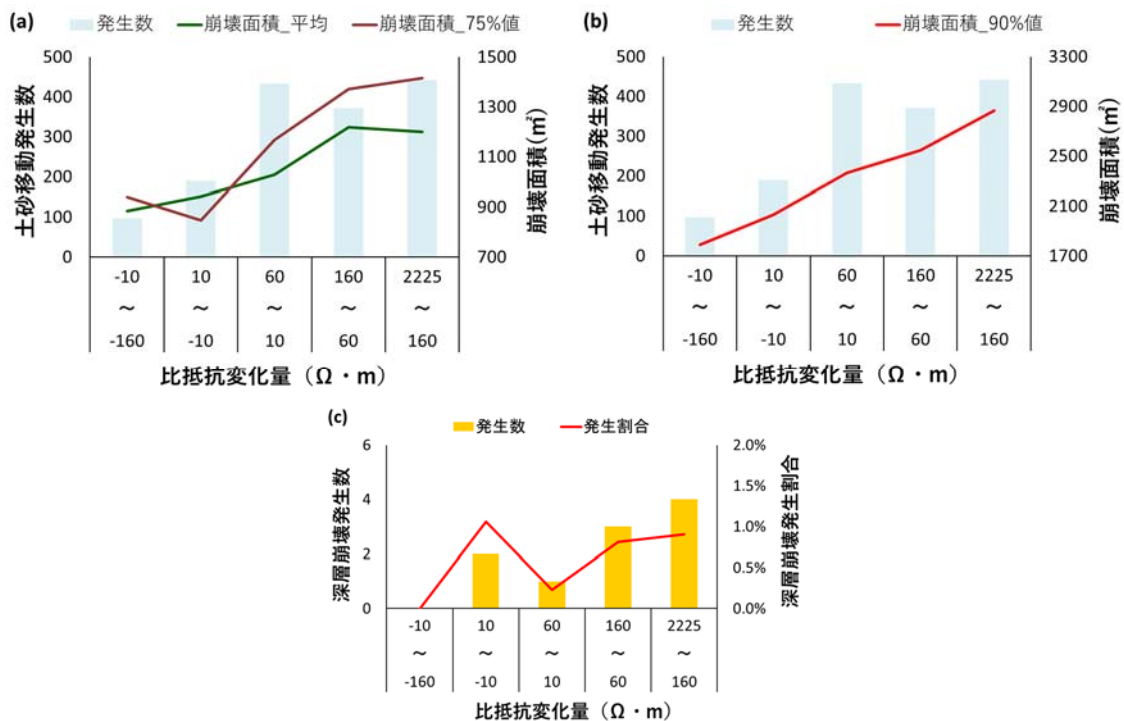 (a)
発生数 崩壊面積_平均 崩壊面積_75%値
土砂移動発生数
500
400
300
200
100
0
1500
1300
1100
900
700
崩壊面積(㎡)
-10 10 60 160 2225
~ ~ ~ ~ ~
-160 -10 10 60 160
比抵抗変化量(Ω・m)
(b)
発生数 崩壊面積_90%値
土砂移動発生数
500
400
300
200
100
0
3300
2900
2500
2100
1700
崩壊面積(㎡)
-10 10 60 160 2225
~ ~ ~ ~ ~
-160 -10 10 60 160
比抵抗変化量(Ω・m)
(c)
発生数 発生割合
深層崩壊発生数
6
4
2
0
2.0%
1.5%
1.0%
0.5%
0.0%
深層崩壊発生割合
-10 10 60 160 2225
~ ~ ~ ~ ~
-160 -10 10 60 160
比抵抗変化量(Ω・m)